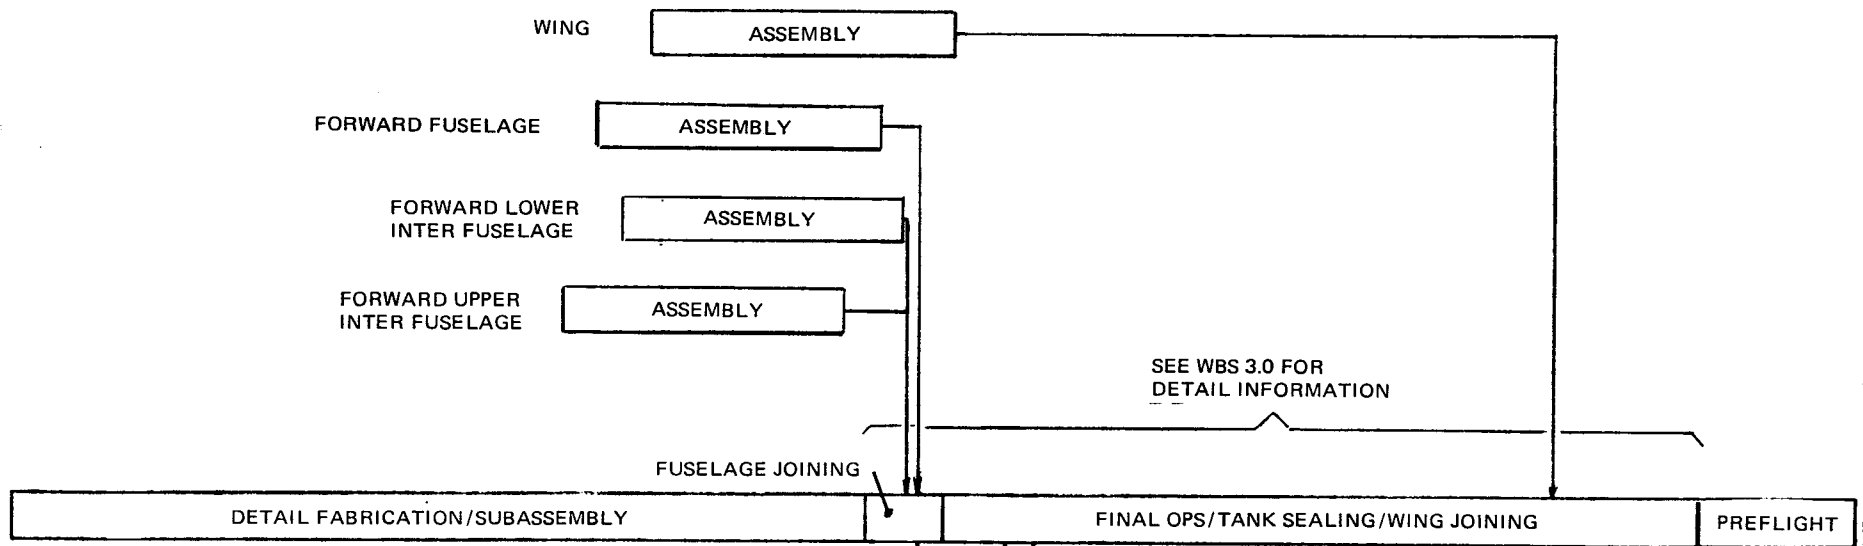 WING
ASSEMBLY
FORWARD FUSELAGE
ASSEMBLY
FORWARD LOWER
INTER FUSELAGE
ASSEMBLY
FORWARD UPPER
INTER FUSELAGE
ASSEMBLY
SEE WBS 3.0 FOR
DETAIL INFORMATION
FUSELAGE JOINING
DETAIL FABRICATION/SUBASSEMBLY
FINAL OPS/TANK SEALING/WING JOINING
PREFLIGHT